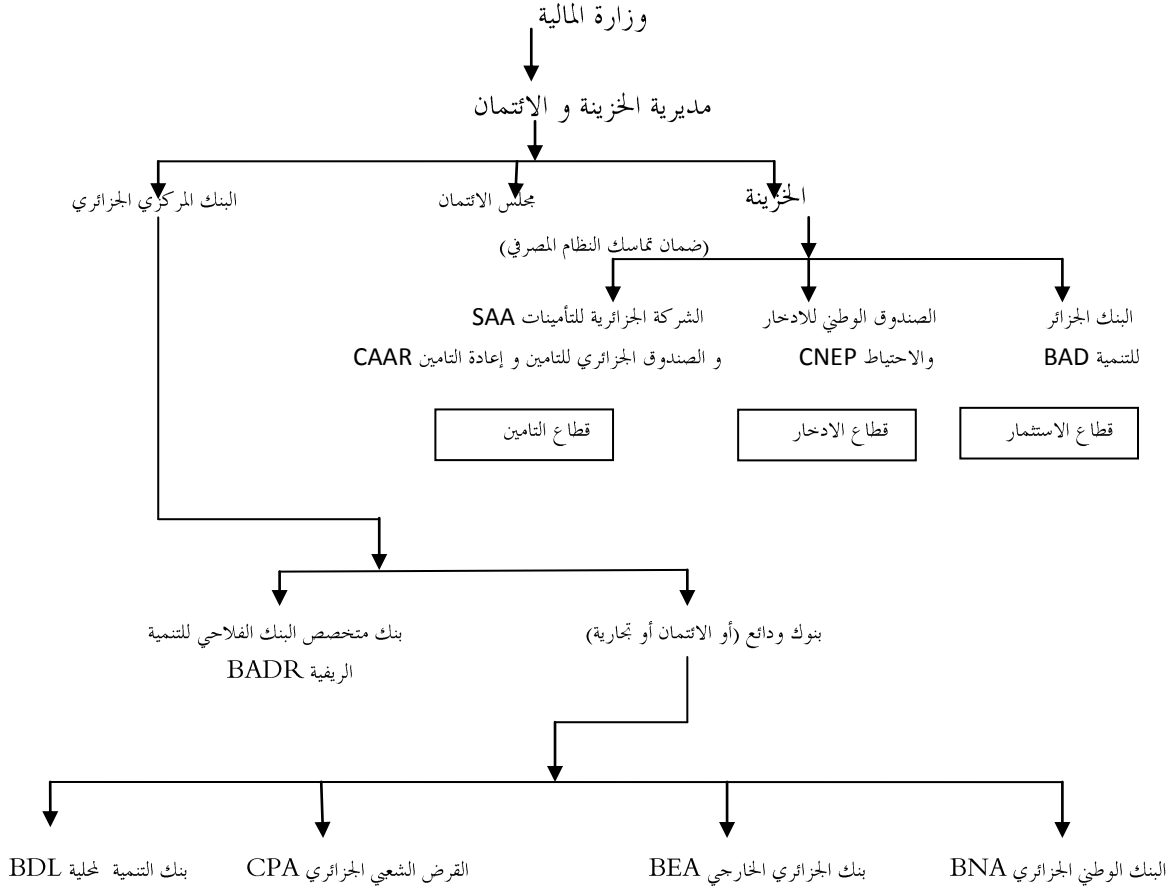 وزارة المالية
مديرية الخزينة و الائتمان
الخزينة
مجلس الائتمان
البنك المركزي الجزائري
(ضمان تماسك النظام المصرفي)
البنك الجزائر
للتنمية BAD
الصندوق الوطني للادخار
والاحتياط CNEP
الشركة الجزائرية للتأمينات SAA
و الصندوق الجزائري للتامين و إعادة التامين CAAR
قطاع الاستثمار
قطاع الادخار
قطاع التامين
بنوك ودائع (أو الائتمان أو تجارية)
بنك متخصص البنك الفلاحي للتنمية
الريفية BADR
البنك الوطني الجزائري BNA
بنك الجزائري الخارجي BEA
القرض الشعبي الجزائري CPA
بنك التنمية لمحلية BDL